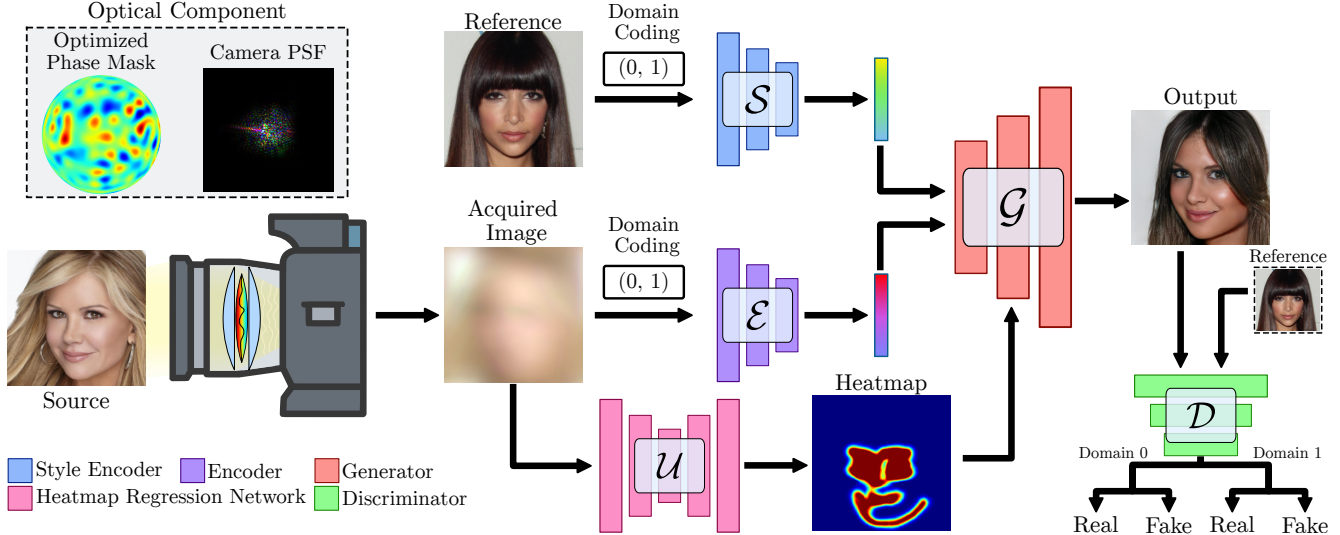 Optical Component
Optimized
Phase Mask
Camera PSF
Reference
Domain
Coding
(0, 1)
S
G
Output
Source
Acquired
Image
Domain
Coding
(0, 1)
E
Reference
Heatmap
U
D
Domain 0
Domain 1
Real
Fake
Real
Fake
Style Encoder
Encoder
Generator
Heatmap Regression Network
Discriminator